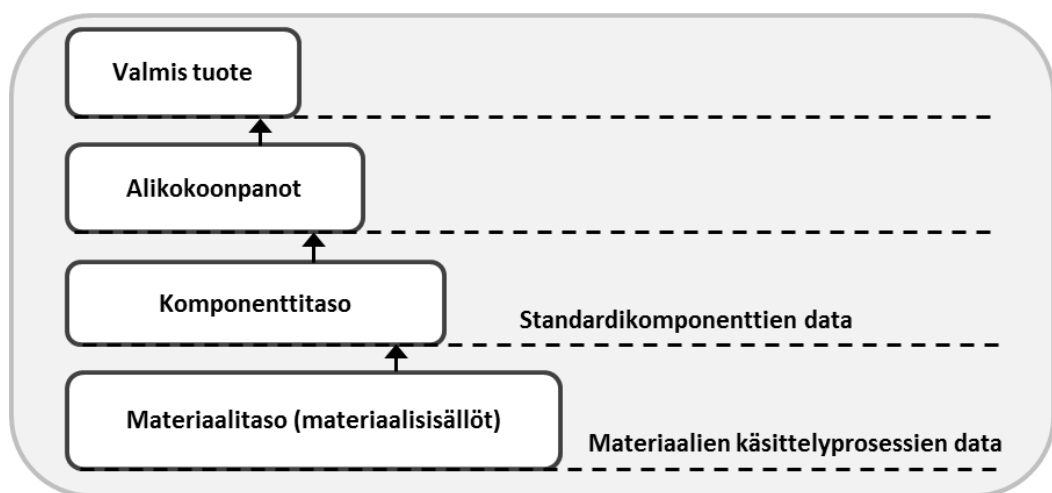 Valmis tuote
Alikokoonpanot
Komponenttitaso
Standardikomponenttien data
Materiaalitaso (materiaalisisällöt)
Materiaalien käsittelyprosessien data